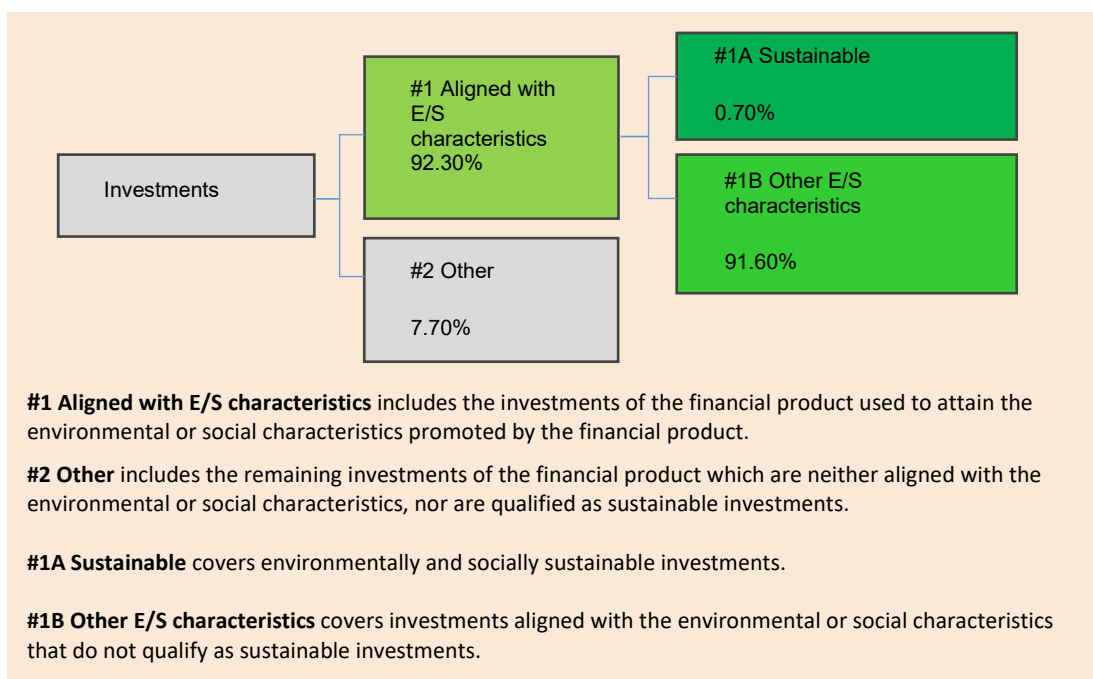 Investments
#1 Aligned with
E/S
characteristics
92.30%
#2 Other
7.70%
#1A Sustainable
0.70%
#1B Other E/S
characteristics
91.60%
#1 Aligned with E/S characteristics includes the investments of the financial product used to attain the
environmental or social characteristics promoted by the financial product.
#2 Other includes the remaining investments of the financial product which are neither aligned with the
environmental or social characteristics, nor are qualified as sustainable investments.
#1A Sustainable covers environmentally and socially sustainable investments.
#1B Other E/S characteristics covers investments aligned with the environmental or social characteristics
that do not qualify as sustainable investments.